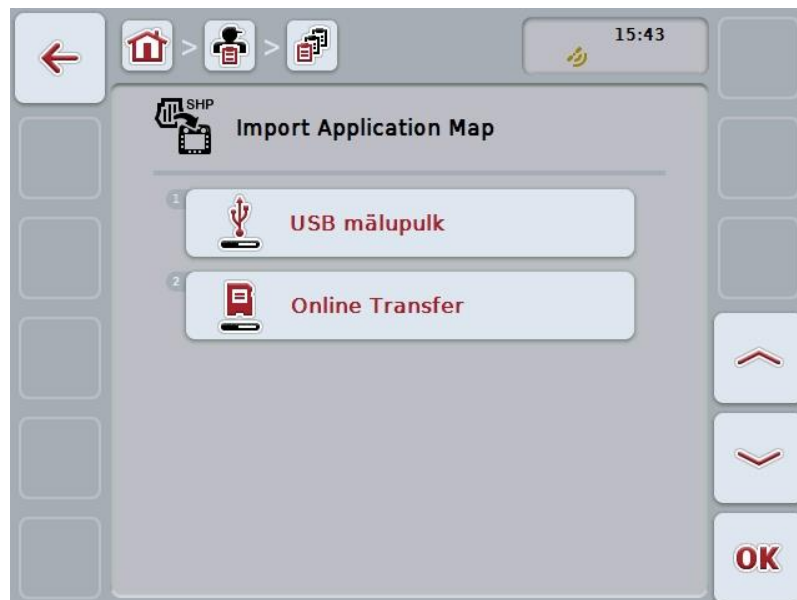 15:43
SHP
Import Application Map
1
USB mälupulk
2
Online Transfer
OK